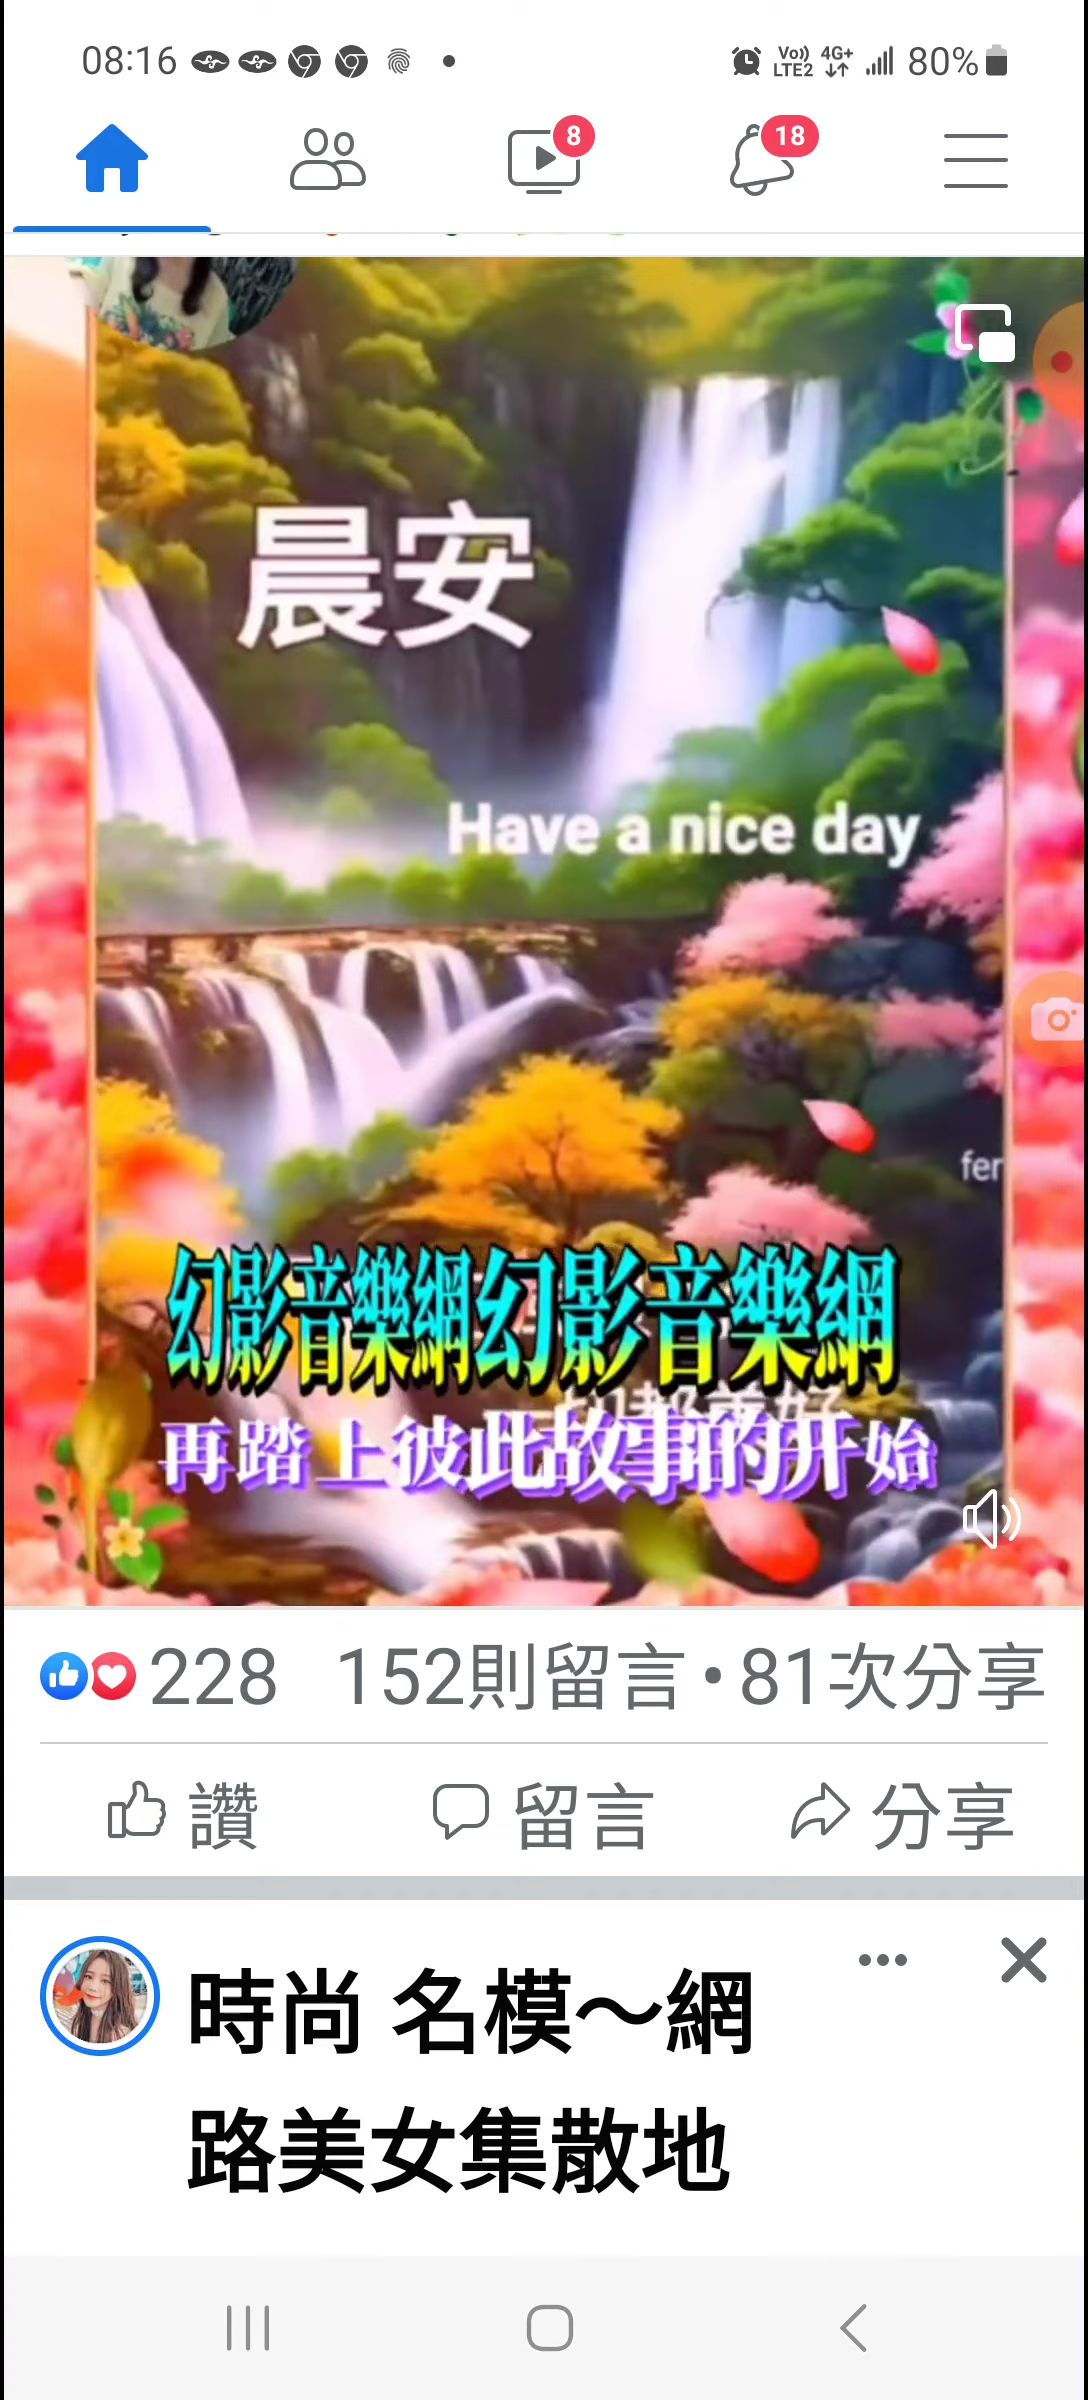 08:16
Vo)) LTE2 4G+ 80%
8
18
晨安
Have a nice day
fer
幻影音樂網幻影音樂網
再踏上彼此故事的开始
228 152則留言•81次分享
讚 留言 分享
時尚 名模～網
路美女集散地